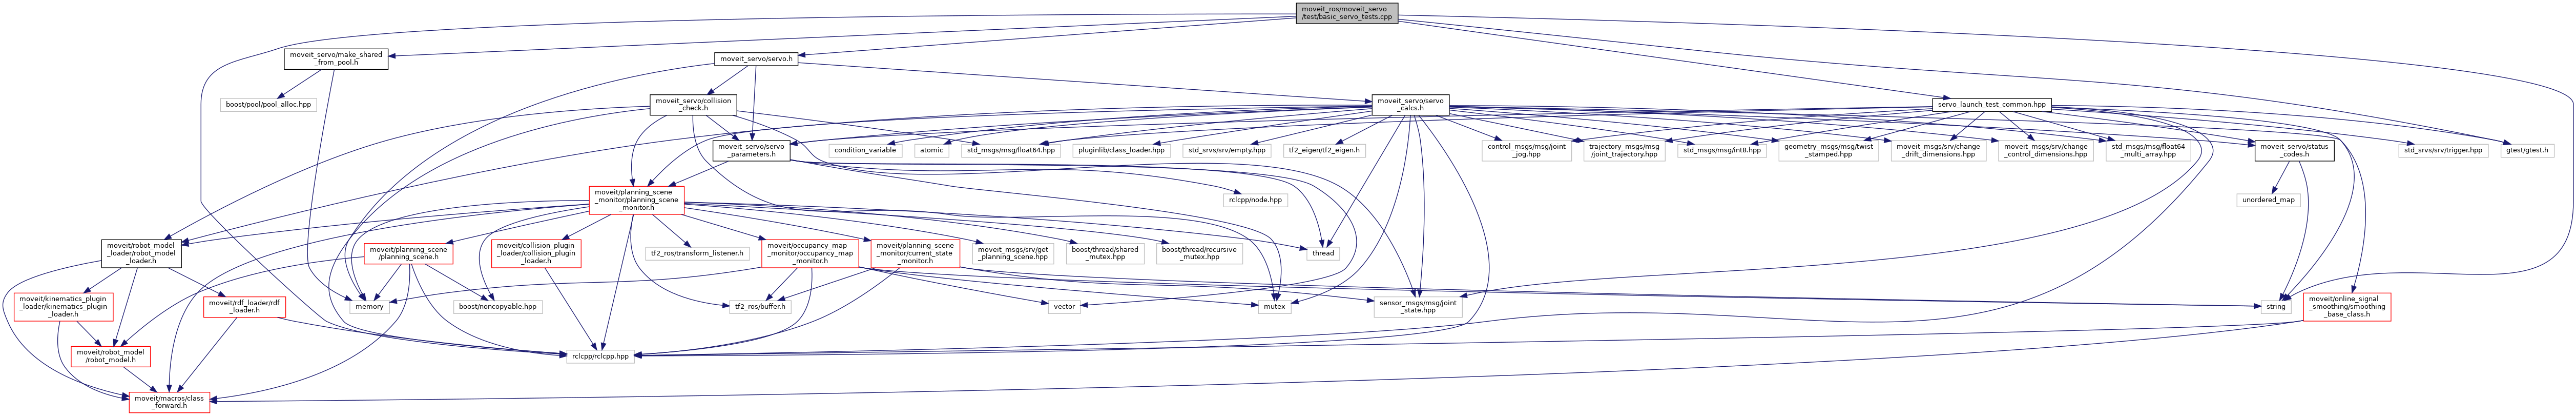 moveit_ros/moveit_servo
/test/basic_servo_tests.cpp
moveit_servo/make_shared
_from_pool.h
moveit_servo/servo.h
boost/pool/pool_alloc.hpp
moveit_servo/collision
_check.h
moveit_servo/servo
_calcs.h
servo_launch_test_common.hpp
moveit_servo/servo
_parameters.h
condition_variable
atomic
std_msgs/msg/float64.hpp
pluginlib/class_loader.hpp
std_srvs/srv/empty.hpp
tf2_eigen/tf2_eigen.h
control_msgs/msg/joint
_jog.hpp
trajectory_msgs/msg
/joint_trajectory.hpp
std_msgs/msg/int8.hpp
geometry_msgs/msg/twist
_stamped.hpp
moveit_msgs/srv/change
_drift_dimensions.hpp
moveit_msgs/srv/change
_control_dimensions.hpp
std_msgs/msg/float64
_multi_array.hpp
moveit_servo/status
_codes.h
std_srvs/srv/trigger.hpp
gtest/gtest.h
moveit/planning_scene
_monitor/planning_scene
_monitor.h
rclcpp/node.hpp
unordered_map
moveit/robot_model
_loader/robot_model
_loader.h
moveit/planning_scene
/planning_scene.h
moveit/collision_plugin
_loader/collision_plugin
_loader.h
tf2_ros/transform_listener.h
moveit/occupancy_map
_monitor/occupancy_map
_monitor.h
moveit/planning_scene
_monitor/current_state
_monitor.h
moveit_msgs/srv/get
_planning_scene.hpp
boost/thread/shared
_mutex.hpp
boost/thread/recursive
_mutex.hpp
thread
moveit/kinematics_plugin
_loader/kinematics_plugin
_loader.h
moveit/rdf_loader/rdf
_loader.h
memory
boost/noncopyable.hpp
tf2_ros/buffer.h
vector
mutex
sensor_msgs/msg/joint
_state.hpp
string
moveit/online_signal
_smoothing/smoothing
_base_class.h
moveit/robot_model
/robot_model.h
rclcpp/rclcpp.hpp
moveit/macros/class
_forward.h